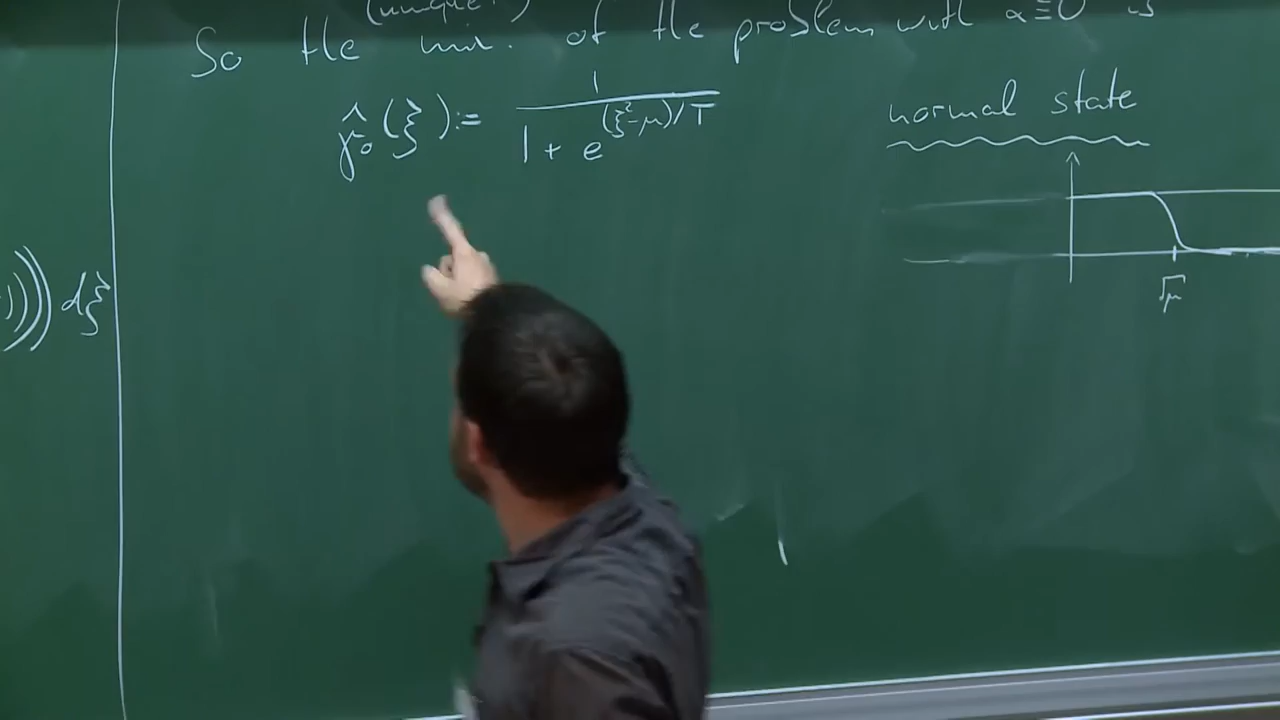 (unique!)
So the min. of the problem with α≡0 is
γ̂₀(ξ) := 1 / (1 + e^{(ξ²-μ)/T})
normal state
√μ
))) dξ